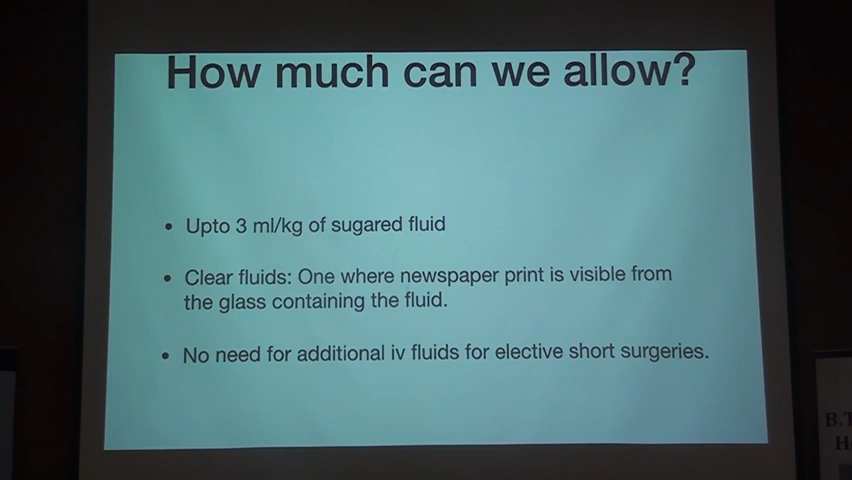 How much can we allow?
• Upto 3 ml/kg of sugared fluid
• Clear fluids: One where newspaper print is visible from
the glass containing the fluid.
• No need for additional iv fluids for elective short surgeries.